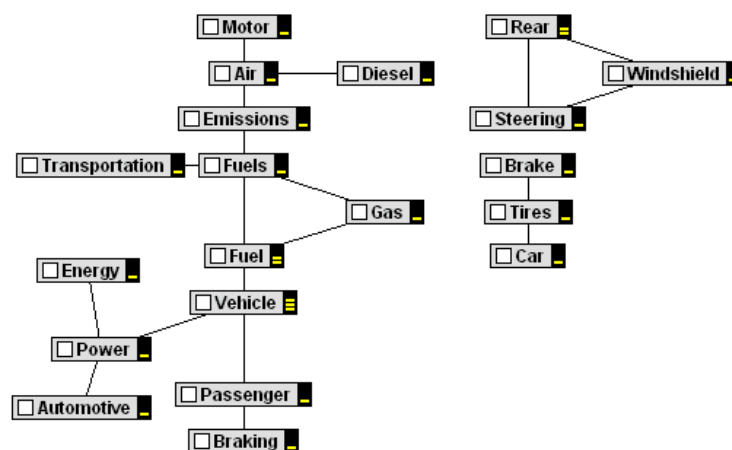 Motor
Rear
Air
Diesel
Windshield
Emissions
Steering
Transportation
Fuels
Brake
Gas
Tires
Fuel
Car
Energy
Vehicle
Power
Passenger
Automotive
Braking